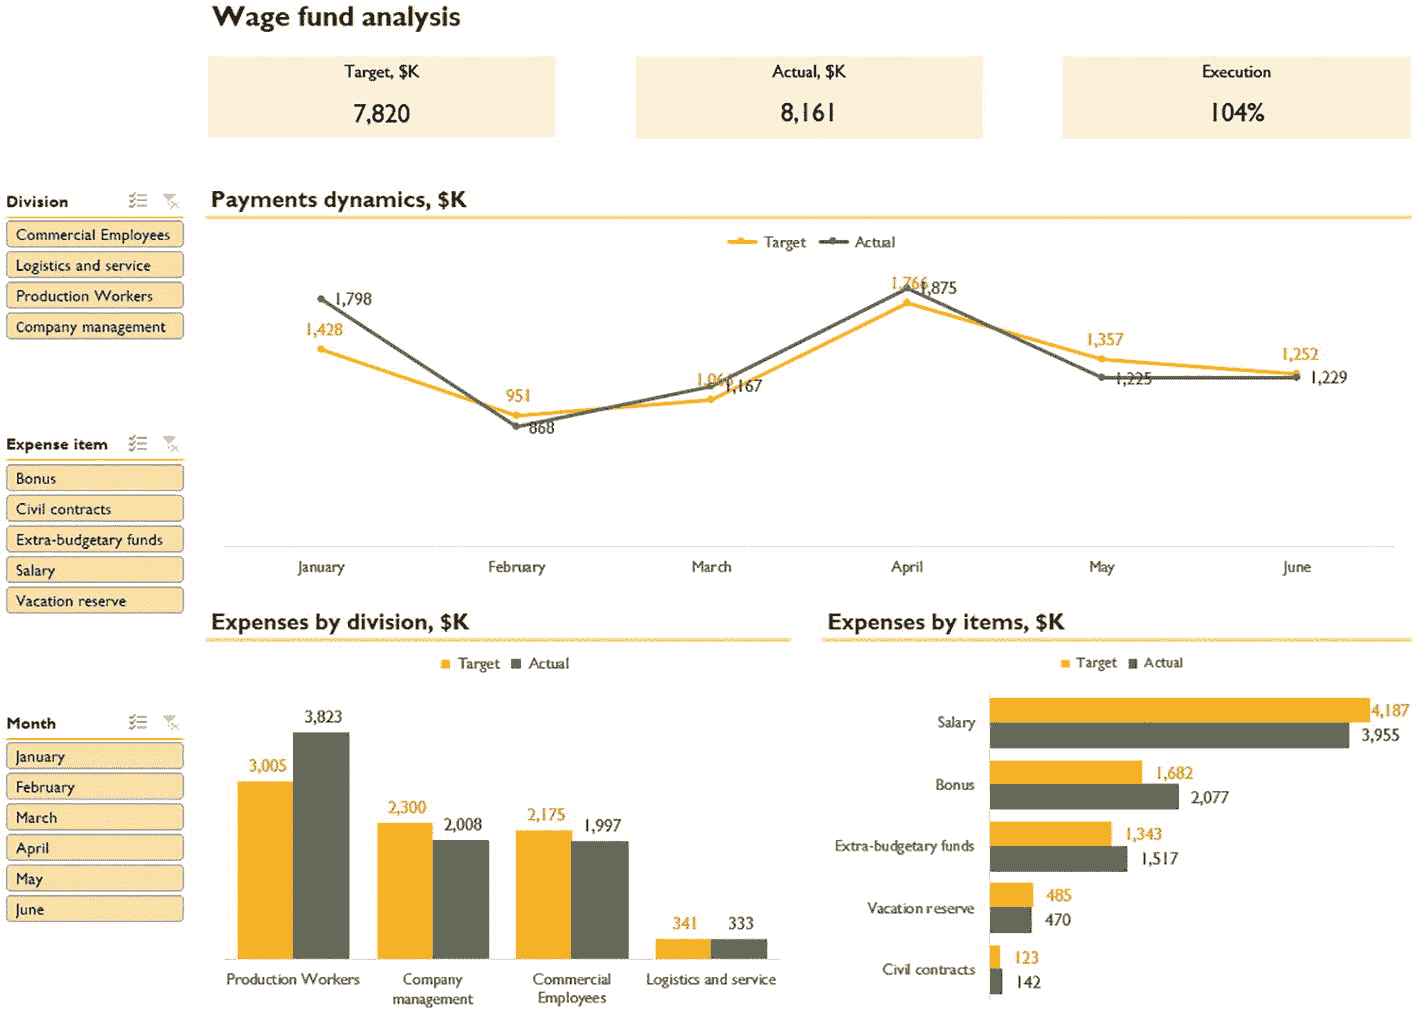 Wage fund analysis
Target, $K
7,820
Actual, $K
8,161
Execution
104%
Division
Commercial Employees
Logistics and service
Production Workers
Company management
Expense item
Bonus
Civil contracts
Extra-budgetary funds
Salary
Vacation reserve
Month
January
February
March
April
May
June
Payments dynamics, $K
Target Actual
1,798
1,428
951
868
1,167
1,766
1,875
1,357
1,225
1,252
1,229
January February March April May June
Expenses by division, $K
Target Actual
3,005
3,823
2,300
2,008
2,175
1,997
341
333
Production Workers
Company
management
Commercial
Employees
Logistics and service
Expenses by items, $K
Target Actual
Salary
4,187
3,955
Bonus
1,682
2,077
Extra-budgetary funds
1,343
1,517
Vacation reserve
485
470
Civil contracts
123
142